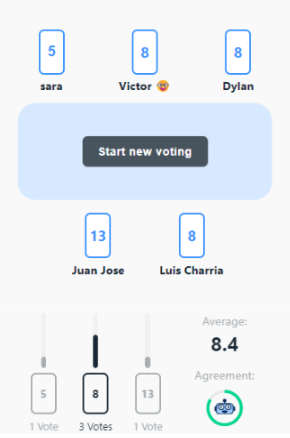 5 8 8
sara Victor 🤓 Dylan
Start new voting
13 8
Juan Jose Luis Charria
Average:
8.4
Agreement:
5 8 13
1 Vote 3 Votes 1 Vote